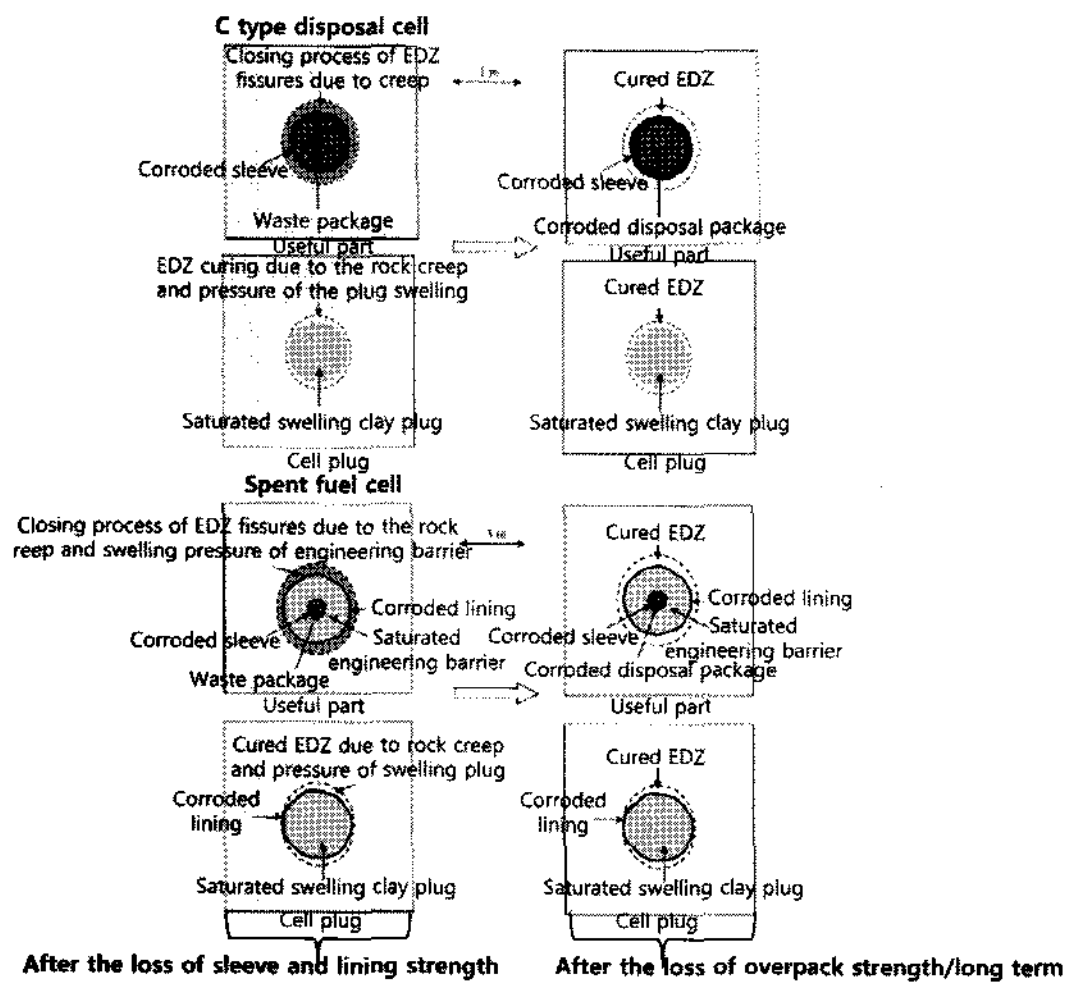 C type disposal cell
Closing process of EDZ
fissures due to creep
Corroded sleeve
Waste package
Useful part
Cured EDZ
Corroded sleeve
Corroded disposal package
Useful part
EDZ curing due to the rock creep
and pressure of the plug swelling
Saturated swelling clay plug
Cell plug
Cured EDZ
Saturated swelling clay plug
Cell plug
Spent fuel cell
Closing process of EDZ fissures due to the rock
reep and swelling pressure of engineering barrier
Corroded lining
Corroded sleeve
Saturated
engineering barrier
Waste package
Useful part
Cured EDZ
Corroded lining
Corroded sleeve
Saturated
engineering barrier
Corroded disposal package
Useful part
Cured EDZ due to rock creep
and pressure of swelling plug
Corroded
lining
Saturated swelling clay plug
Cell plug
Cured EDZ
Corroded
lining
Saturated swelling clay plug
Cell plug
After the loss of sleeve and lining strength
After the loss of overpack strength/long term